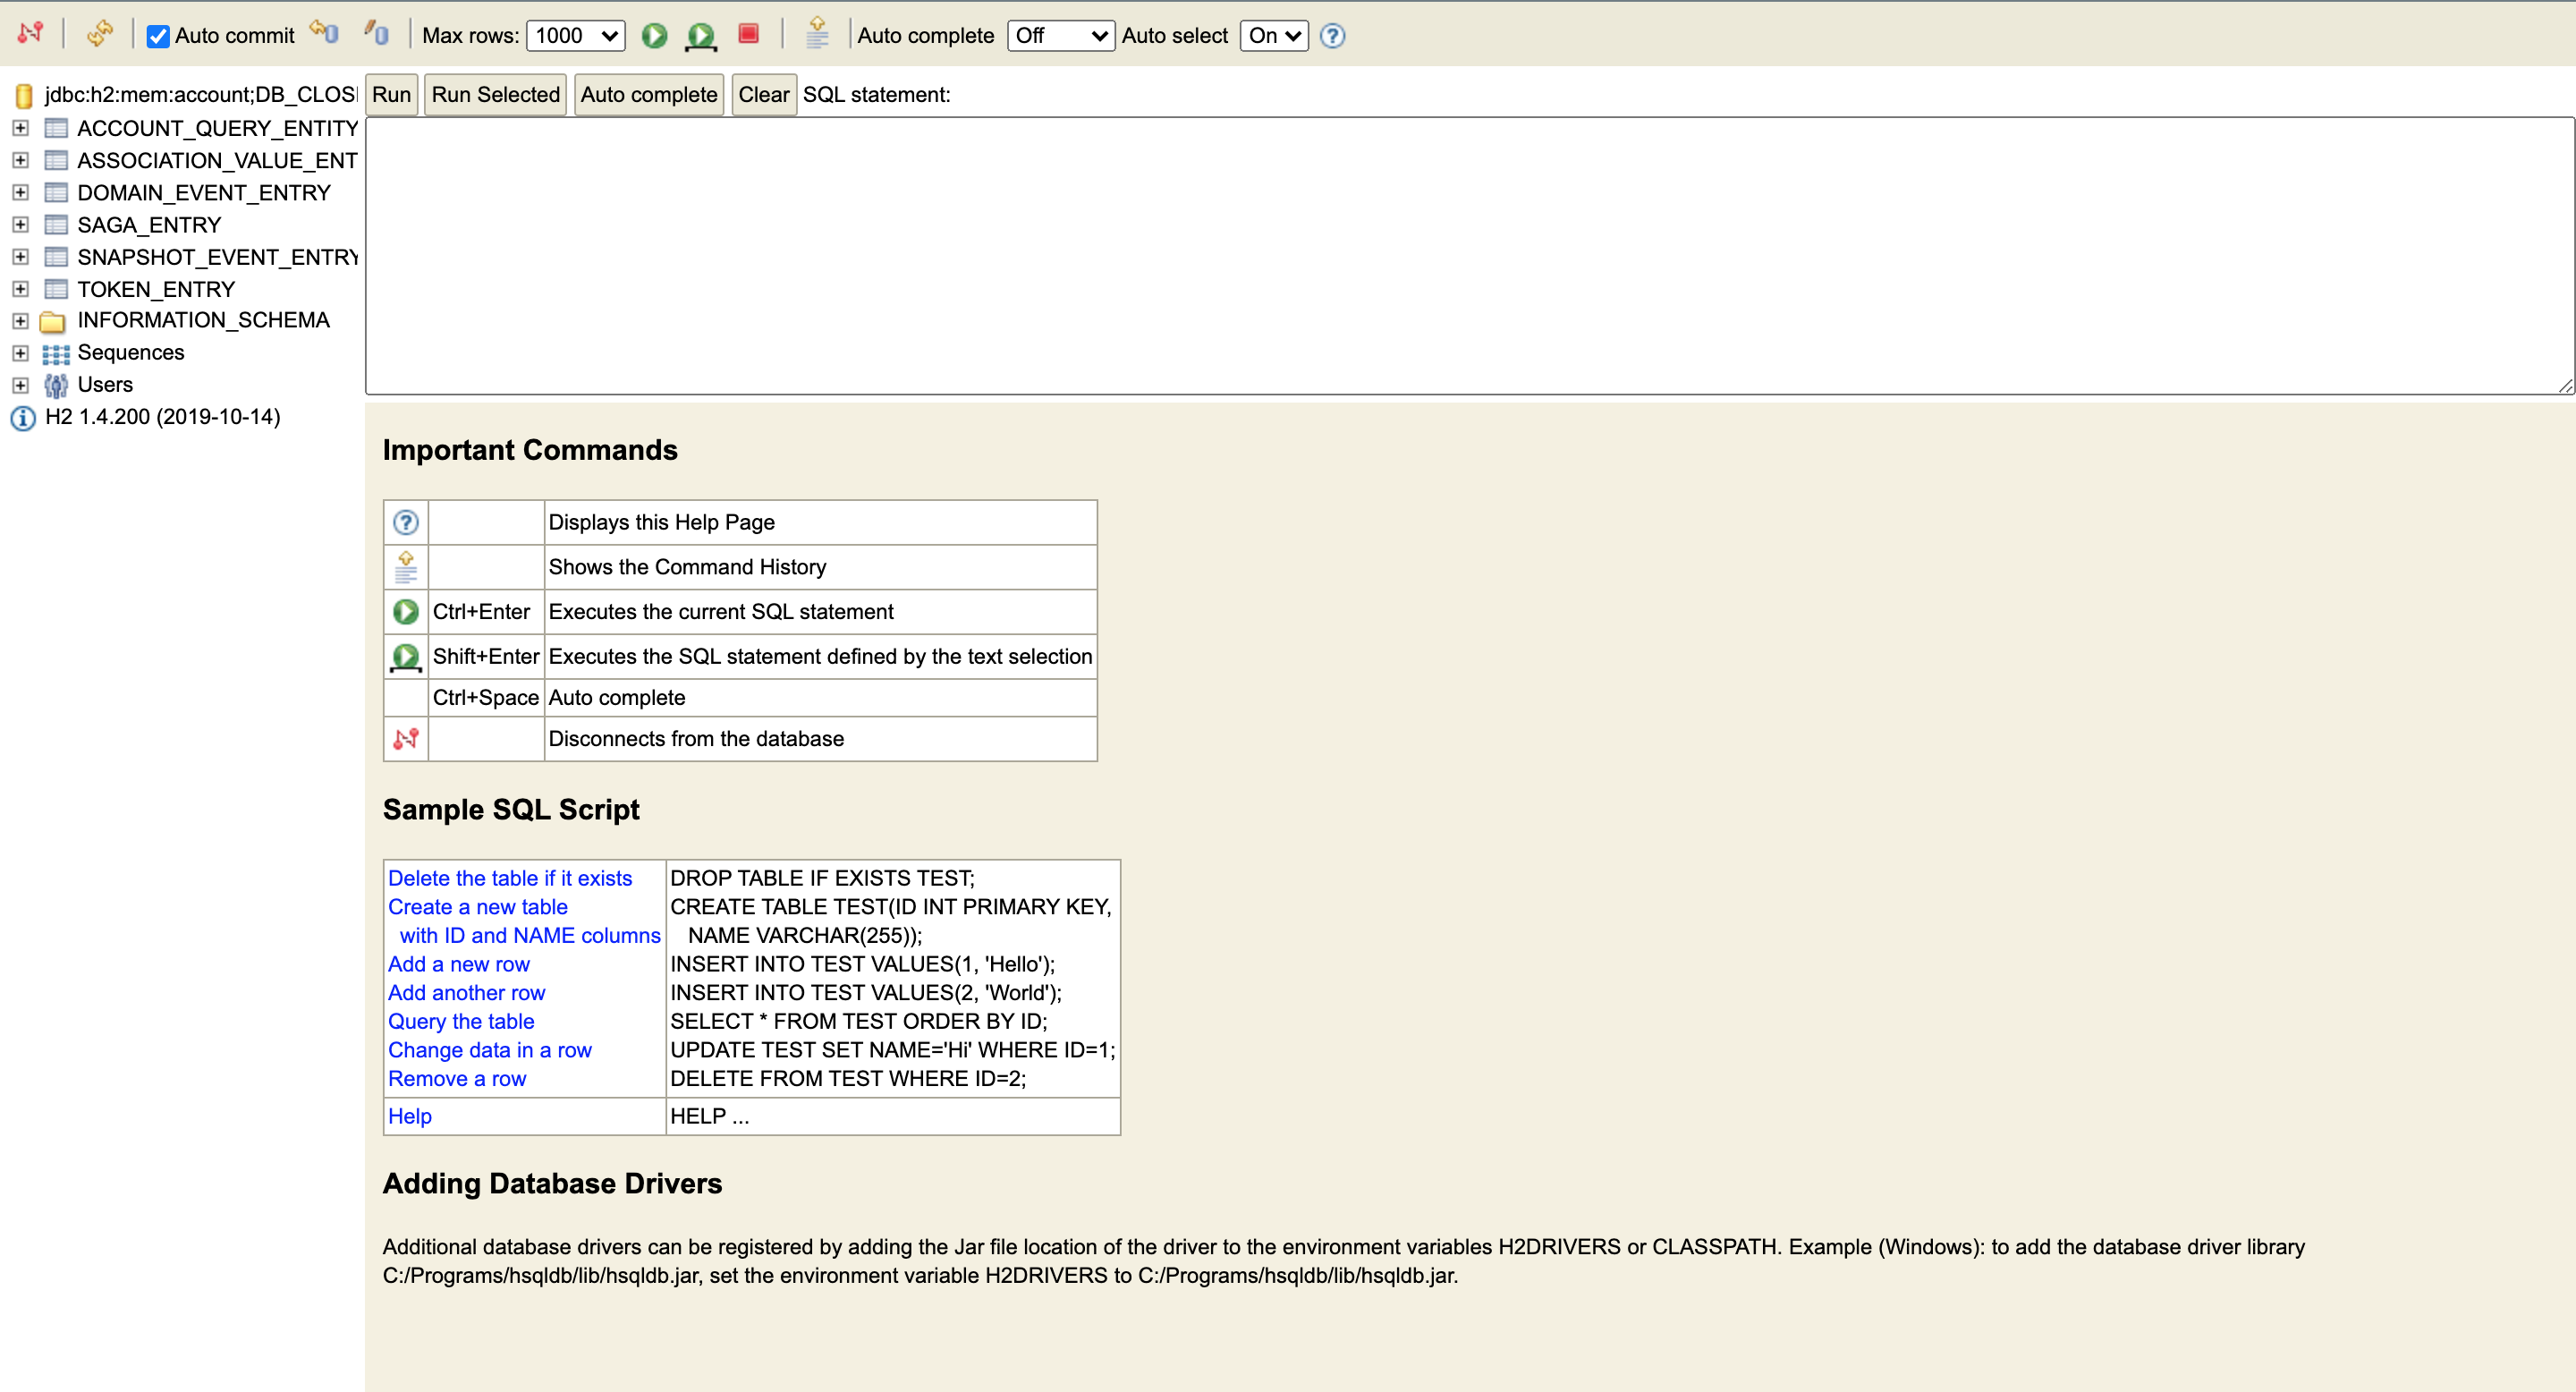 Auto commit Max rows: 1000 Auto complete Off Auto select On
jdbc:h2:mem:account;DB_CLOS
ACCOUNT_QUERY_ENTITY
ASSOCIATION_VALUE_ENT
DOMAIN_EVENT_ENTRY
SAGA_ENTRY
SNAPSHOT_EVENT_ENTRY
TOKEN_ENTRY
INFORMATION_SCHEMA
Sequences
Users
H2 1.4.200 (2019-10-14)
Run Run Selected Auto complete Clear SQL statement:
Important Commands
Displays this Help Page
Shows the Command History
Ctrl+Enter Executes the current SQL statement
Shift+Enter Executes the SQL statement defined by the text selection
Ctrl+Space Auto complete
Disconnects from the database
Sample SQL Script
Delete the table if it exists DROP TABLE IF EXISTS TEST;
Create a new table CREATE TABLE TEST(ID INT PRIMARY KEY,
with ID and NAME columns NAME VARCHAR(255));
Add a new row INSERT INTO TEST VALUES(1, 'Hello');
Add another row INSERT INTO TEST VALUES(2, 'World');
Query the table SELECT * FROM TEST ORDER BY ID;
Change data in a row UPDATE TEST SET NAME='Hi' WHERE ID=1;
Remove a row DELETE FROM TEST WHERE ID=2;
Help HELP ...
Adding Database Drivers
Additional database drivers can be registered by adding the Jar file location of the driver to the environment variables H2DRIVERS or CLASSPATH. Example (Windows): to add the database driver library
C:/Programs/hsqldb/lib/hsqldb.jar, set the environment variable H2DRIVERS to C:/Programs/hsqldb/lib/hsqldb.jar.